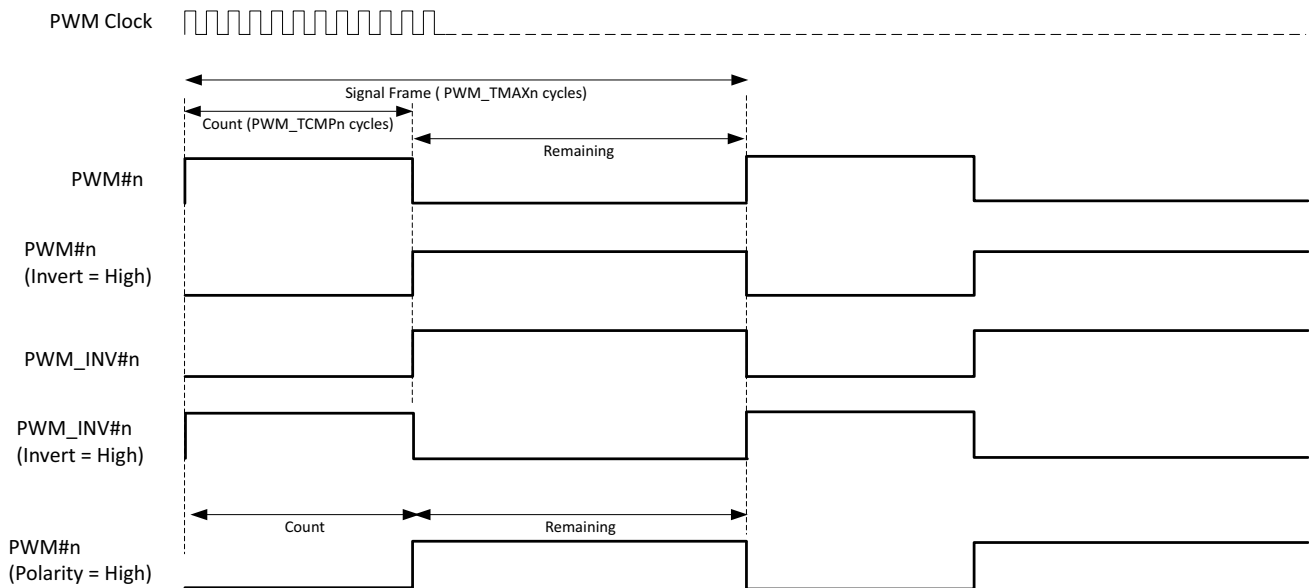 PWM Clock
Signal Frame ( PWM_TMAXn cycles)
Count (PWM_TCMPn cycles)
Remaining
PWM#n
PWM#n
(Invert = High)
PWM_INV#n
PWM_INV#n
(Invert = High)
Count
Remaining
PWM#n
(Polarity = High)